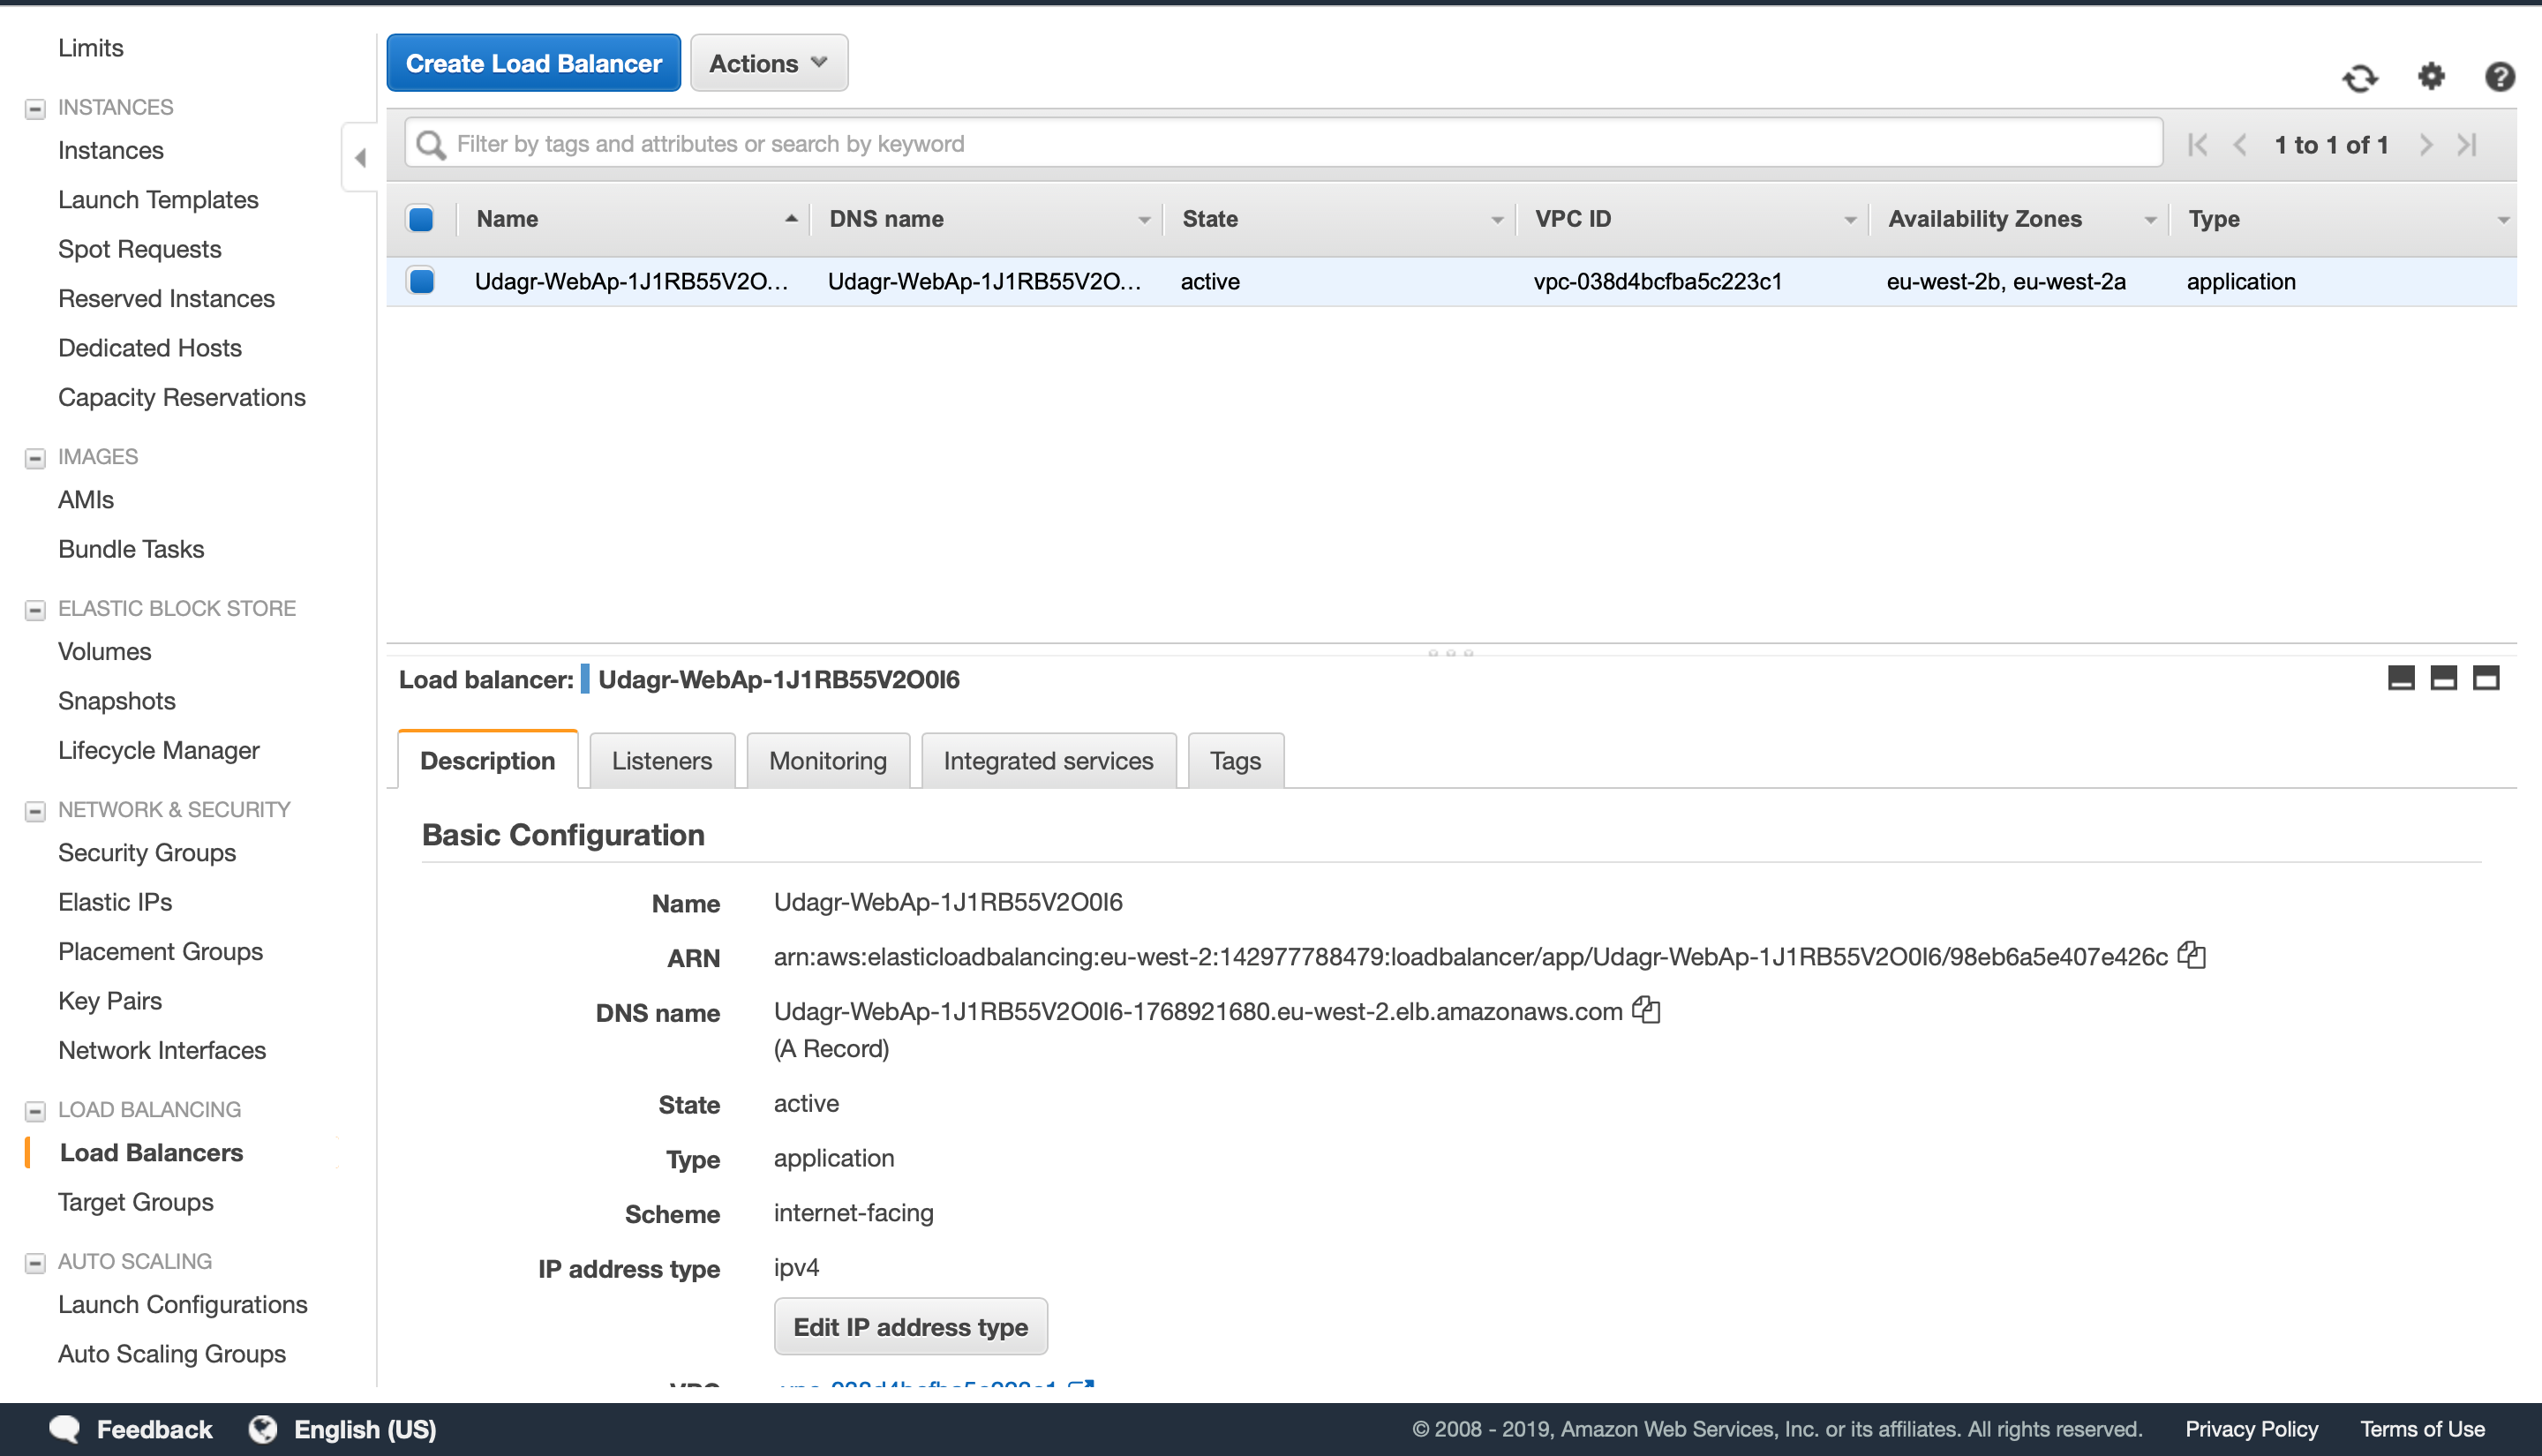 Limits
INSTANCES
Instances
Launch Templates
Spot Requests
Reserved Instances
Dedicated Hosts
Capacity Reservations
IMAGES
AMIs
Bundle Tasks
ELASTIC BLOCK STORE
Volumes
Snapshots
Lifecycle Manager
NETWORK & SECURITY
Security Groups
Elastic IPs
Placement Groups
Key Pairs
Network Interfaces
LOAD BALANCING
Load Balancers
Target Groups
AUTO SCALING
Launch Configurations
Auto Scaling Groups
Create Load Balancer Actions
Filter by tags and attributes or search by keyword 1 to 1 of 1
Name DNS name State VPC ID Availability Zones Type
Udagr-WebAp-1J1RB55V2O... Udagr-WebAp-1J1RB55V2O... active vpc-038d4bcfba5c223c1 eu-west-2b, eu-west-2a application
Load balancer: Udagr-WebAp-1J1RB55V2O0I6
Description Listeners Monitoring Integrated services Tags
Basic Configuration
Name Udagr-WebAp-1J1RB55V2O0I6
ARN arn:aws:elasticloadbalancing:eu-west-2:142977788479:loadbalancer/app/Udagr-WebAp-1J1RB55V2O0I6/98eb6a5e407e426c
DNS name Udagr-WebAp-1J1RB55V2O0I6-1768921680.eu-west-2.elb.amazonaws.com
(A Record)
State active
Type application
Scheme internet-facing
IP address type ipv4
Edit IP address type
VPC vpc-038d4bcfba5c223c1
Feedback English (US) © 2008 - 2019, Amazon Web Services, Inc. or its affiliates. All rights reserved. Privacy Policy Terms of Use